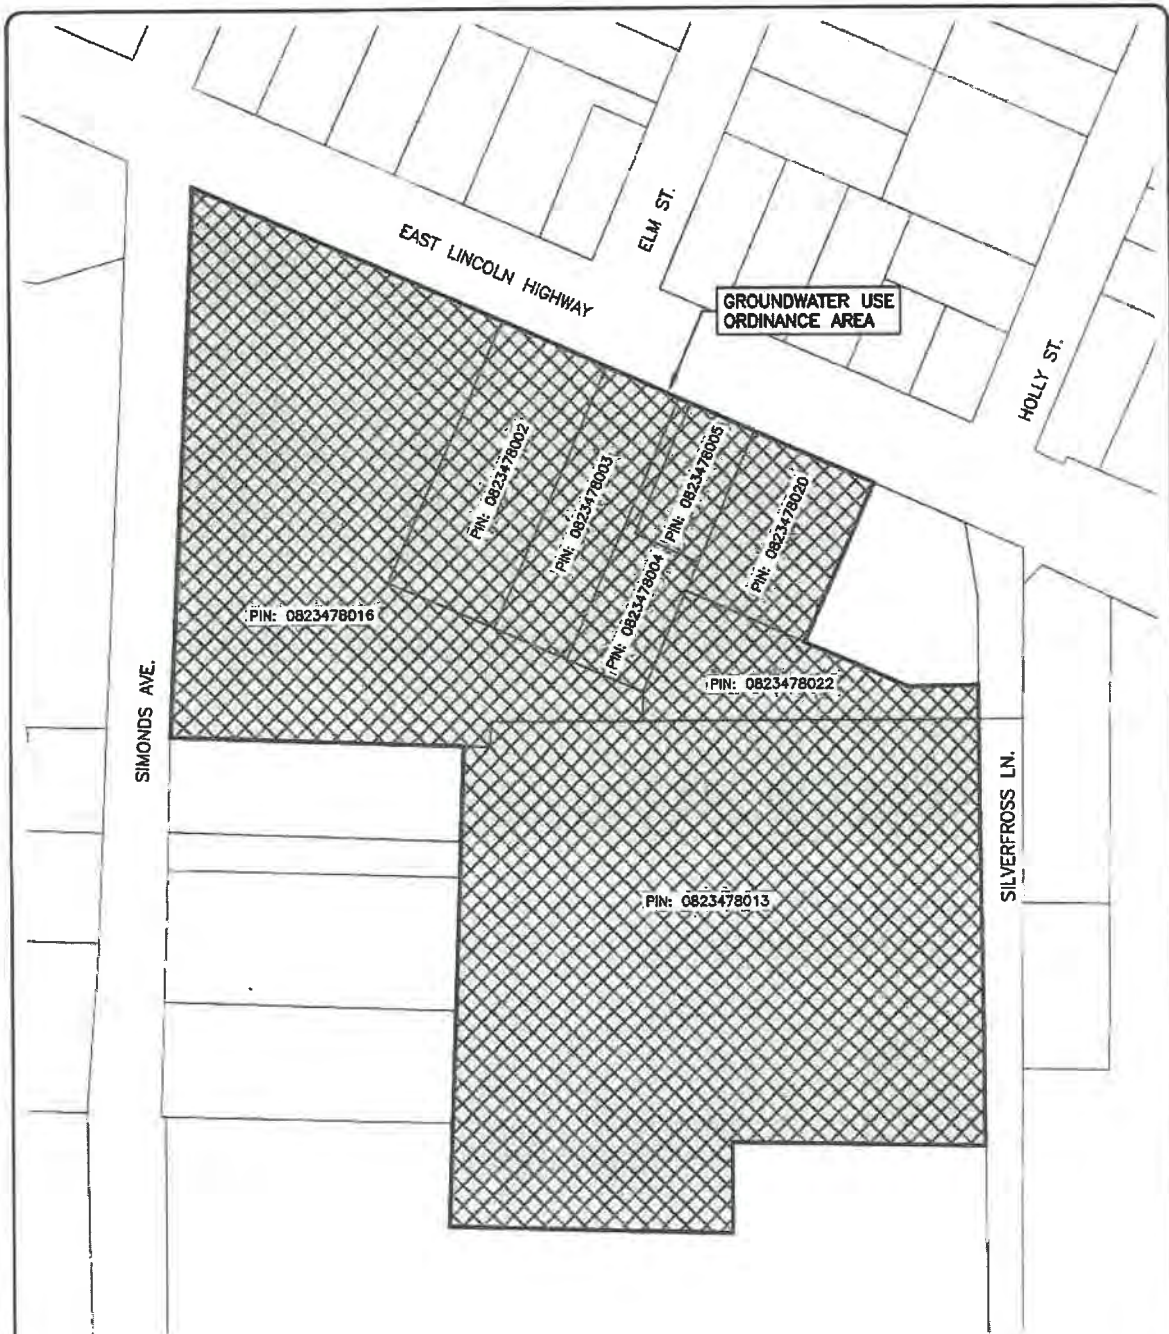 ELM ST.
EAST LINCOLN HIGHWAY
GROUNDWATER USE
ORDINANCE AREA
HOLLY ST.
PIN: 0823478002
PIN: 0823478003
PIN: 0823478005
PIN: 0823478020
PIN: 0823478004
PIN: 0823478016
PIN: 0823478022
SIMONDS AVE.
SILVERFROSS LN.
PIN: 0823478013